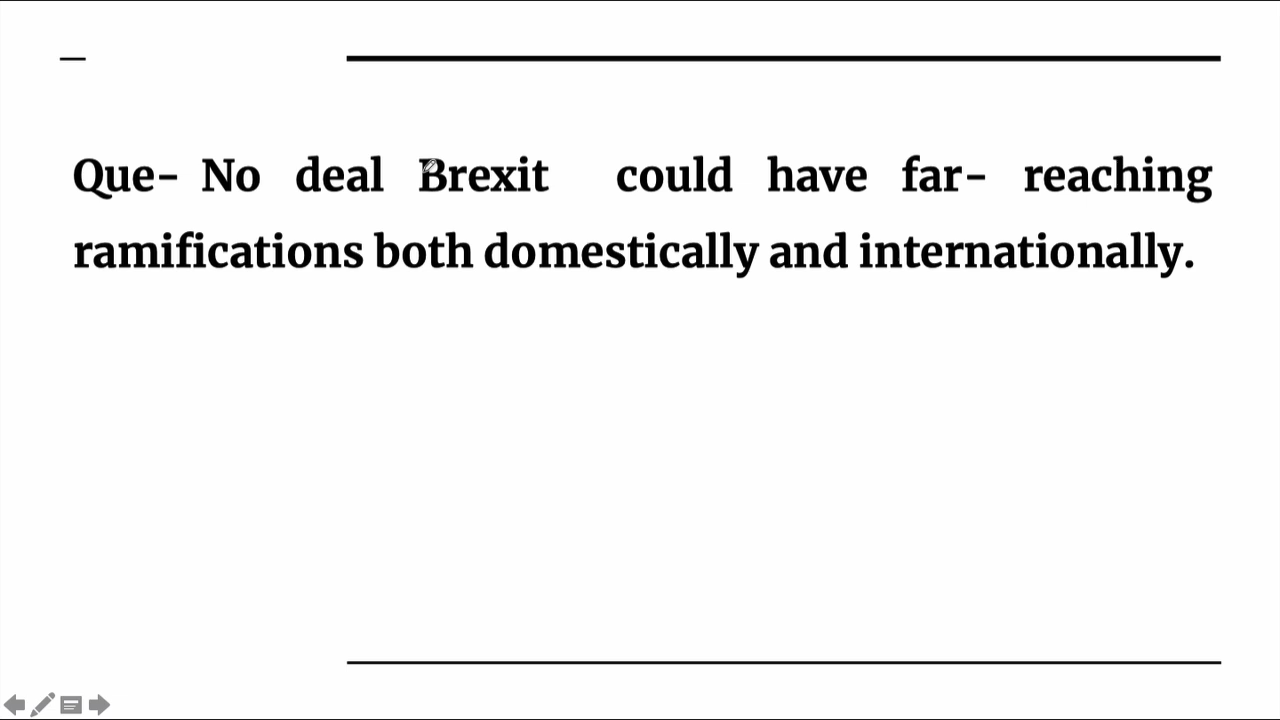 Que- No deal Brexit could have far- reaching
ramifications both domestically and internationally.